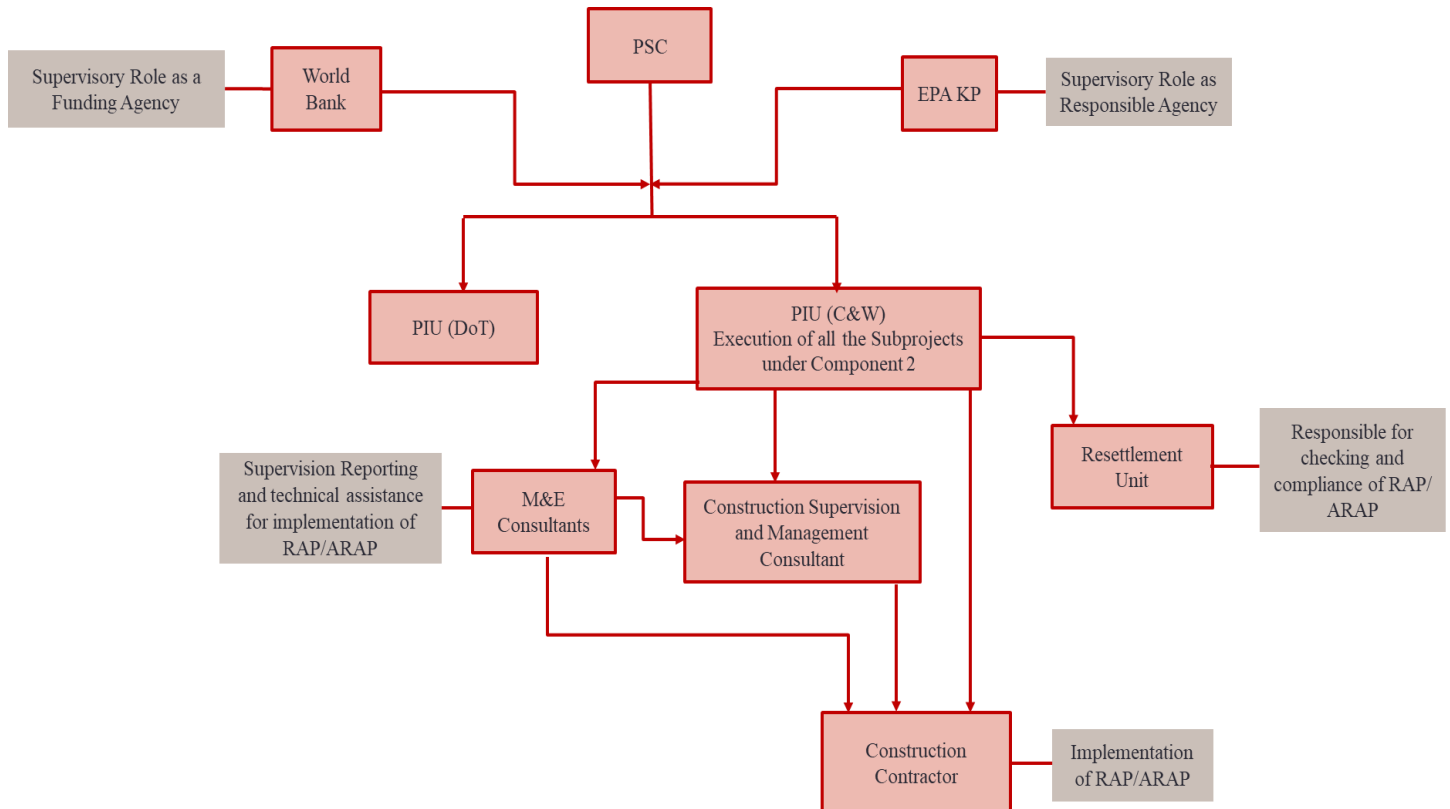 PSC
Supervisory Role as a
Funding Agency
World
Bank
EPA KP
Supervisory Role as
Responsible Agency
PIU (DoT)
PIU (C&W)
Execution of all the Subprojects
under Component 2
Supervision Reporting
and technical assistance
for implementation of
RAP/ARAP
M&E
Consultants
Construction Supervision
and Management
Consultant
Resettlement
Unit
Responsible for
checking and
compliance of RAP/
ARAP
Construction
Contractor
Implementation
of RAP/ARAP